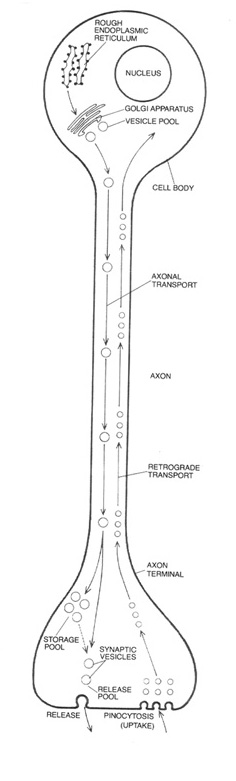 ROUGH
ENDOPLASMIC
RETICULUM
NUCLEUS
GOLGI APPARATUS
VESICLE POOL
CELL BODY
AXONAL
TRANSPORT
AXON
RETROGRADE
TRANSPORT
AXON
TERMINAL
STORAGE
POOL
SYNAPTIC
VESICLES
RELEASE
POOL
RELEASE
PINOCYTOSIS
(UPTAKE)